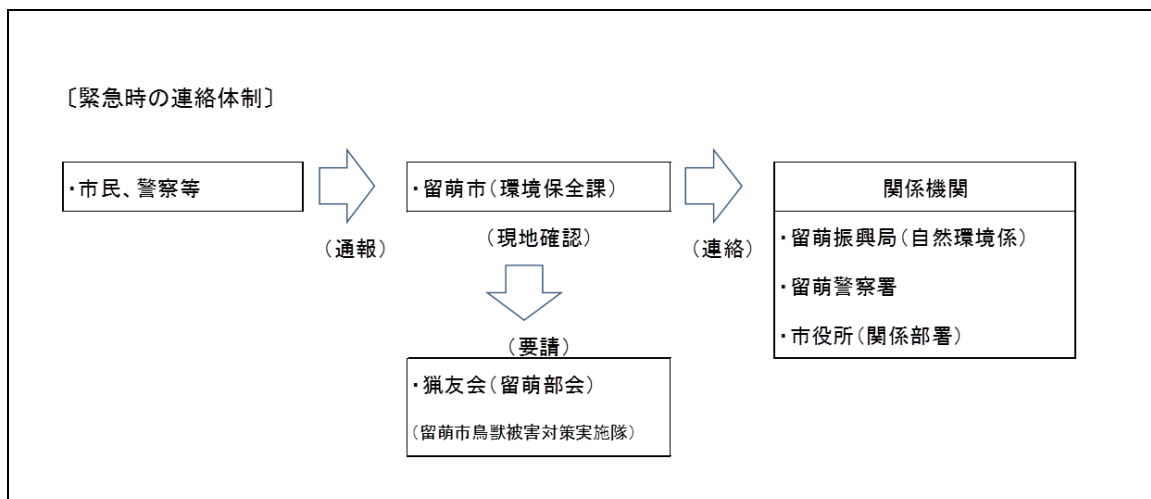 〔緊急時の連絡体制〕
・市民、警察等
(通報)
・留萌市(環境保全課)
(現地確認)
(連絡)
関係機関
・留萌振興局(自然環境係)
・留萌警察署
・市役所(関係部署)
(要請)
・猟友会(留萌部会)
(留萌市鳥獣被害対策実施隊)